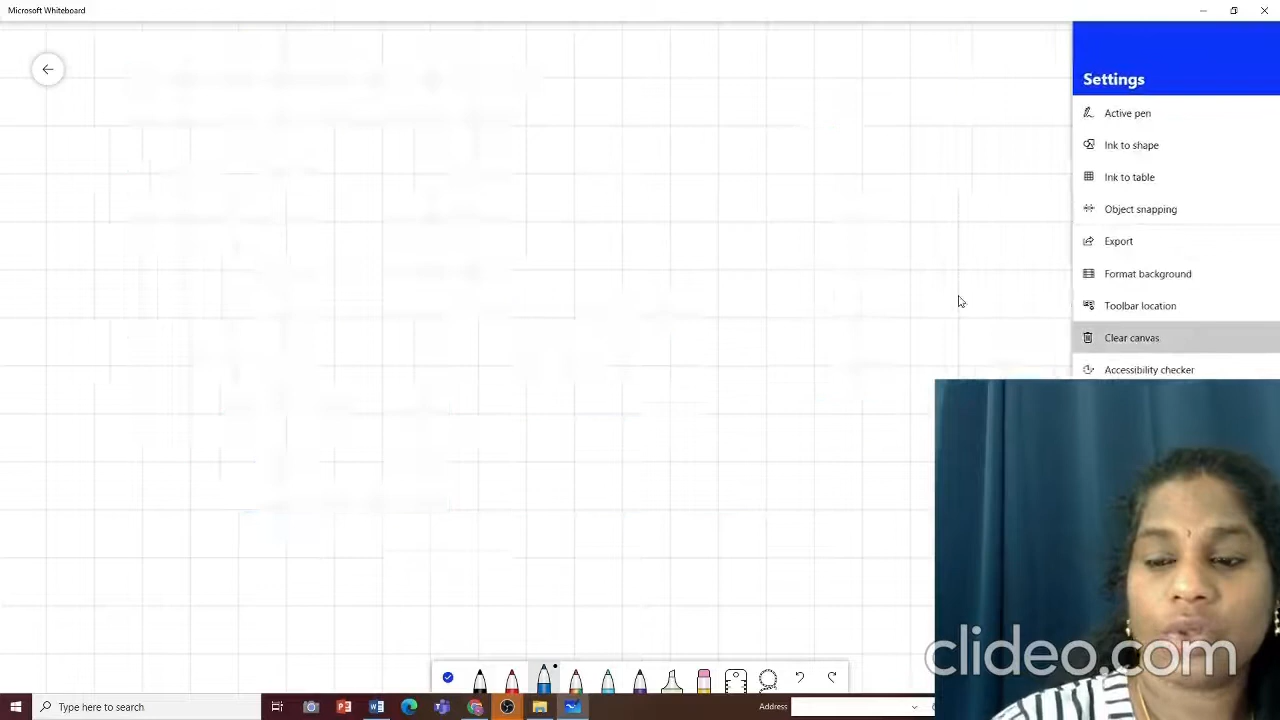 Microsoft Whiteboard
Settings
Active pen
Ink to shape
Ink to table
Object snapping
Export
Format background
Toolbar location
Clear canvas
Accessibility checker
clideo.com
Type here to search
Address